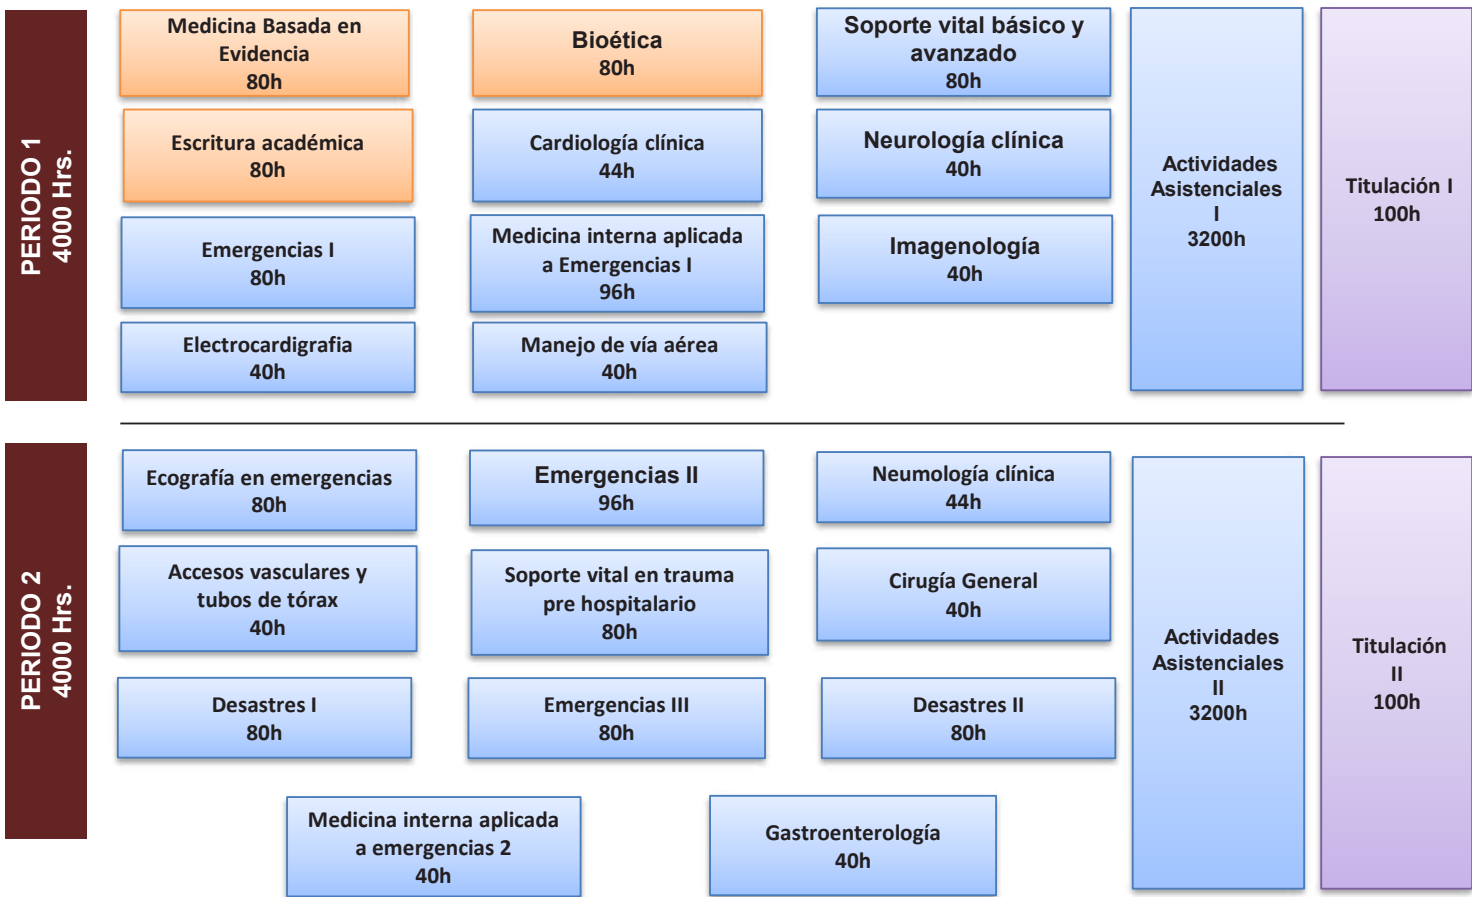 PERIODO 1
4000 Hrs.
Medicina Basada en
Evidencia
80h
Bioética
80h
Soporte vital básico y
avanzado
80h
Escritura académica
80h
Cardiología clínica
44h
Neurología clínica
40h
Emergencias I
80h
Medicina interna aplicada
a Emergencias I
96h
Imagenología
40h
Electrocardigrafia
40h
Manejo de vía aérea
40h
Actividades
Asistenciales
I
3200h
Titulación I
100h
PERIODO 2
4000 Hrs.
Ecografía en emergencias
80h
Emergencias II
96h
Neumología clínica
44h
Accesos vasculares y
tubos de tórax
40h
Soporte vital en trauma
pre hospitalario
80h
Cirugía General
40h
Desastres I
80h
Emergencias III
80h
Desastres II
80h
Medicina interna aplicada
a emergencias 2
40h
Gastroenterología
40h
Actividades
Asistenciales
II
3200h
Titulación
II
100h